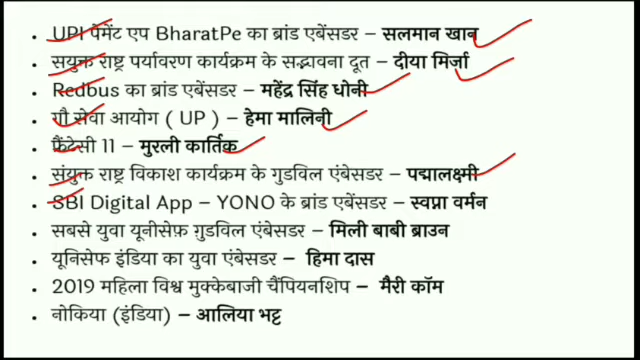 • UPI पेमेंट एप BharatPe का ब्रांड एबेंसडर – सलमान खान
• सयुक्त राष्ट्र पर्यावरण कार्यक्रम के सद्भावना दूत – दीया मिर्जा
• Redbus का ब्रांड एबेंसडर – महेंद्र सिंह धोनी
• गौ सेवा आयोग ( UP ) – हेमा मालिनी
• फ़ैंटेसी 11 – मुरली कार्तिक
• संयुक्त राष्ट्र विकाश कार्यक्रम के गुडविल एंबेसडर - पद्मालक्ष्मी
• SBI Digital App – YONO के ब्रांड एबेंसडर – स्वप्ना वर्मन
• सबसे युवा यूनीसेफ़ गुडविल एंबेसडर – मिली बाबी ब्राउन
• यूनिसेफ इंडिया का युवा एंबेसडर – हिमा दास
• 2019 महिला विश्व मुक्केबाजी चैंपियनशिप – मैरी कॉम
• नोकिया (इंडिया) – आलिया भट्ट